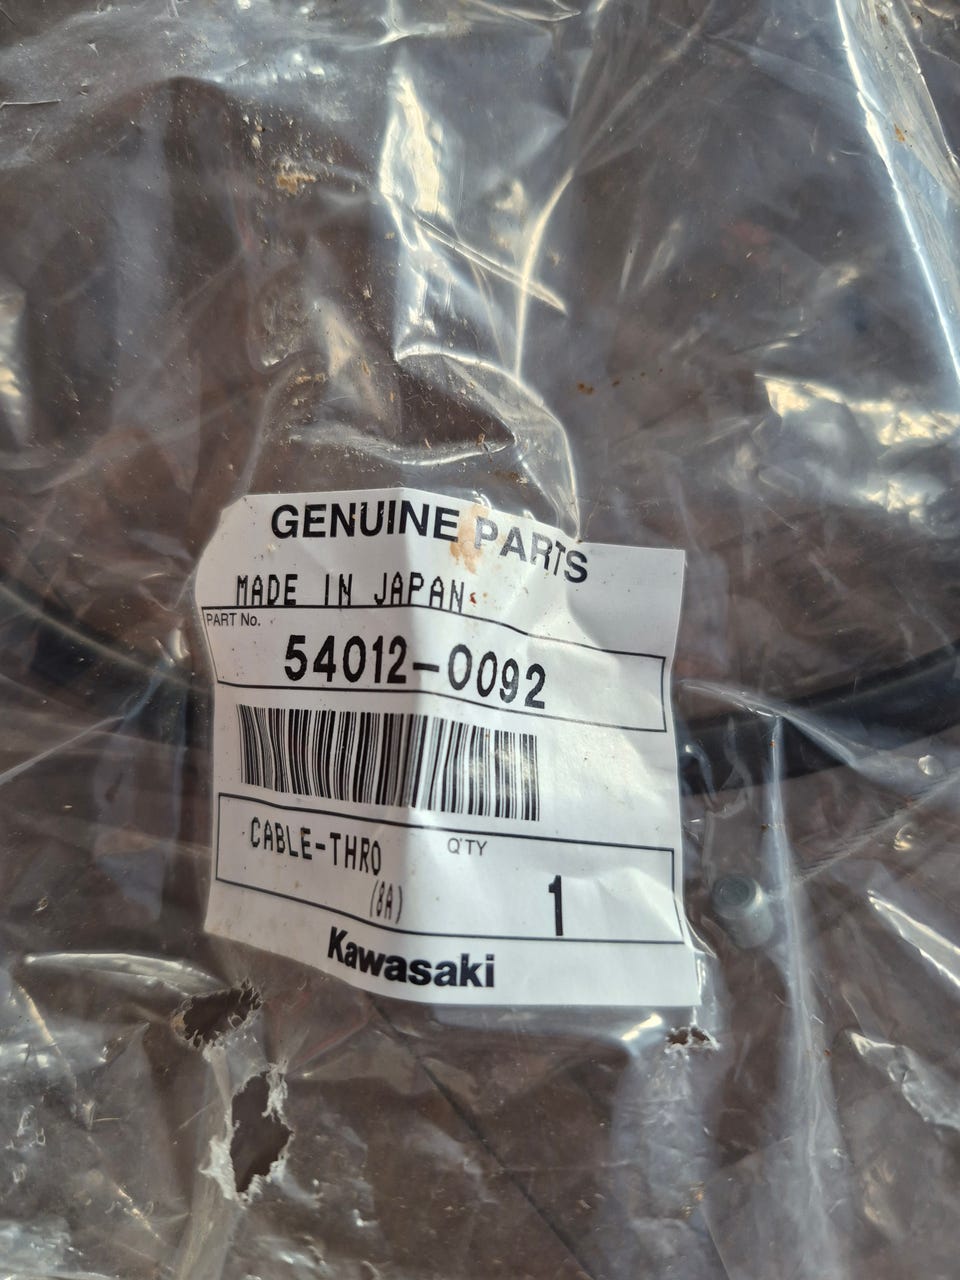 GENUINE PARTS
MADE IN JAPAN
PART No.
54012-0092
CABLE-THRO
Q'TY
(8A)
1
Kawasaki